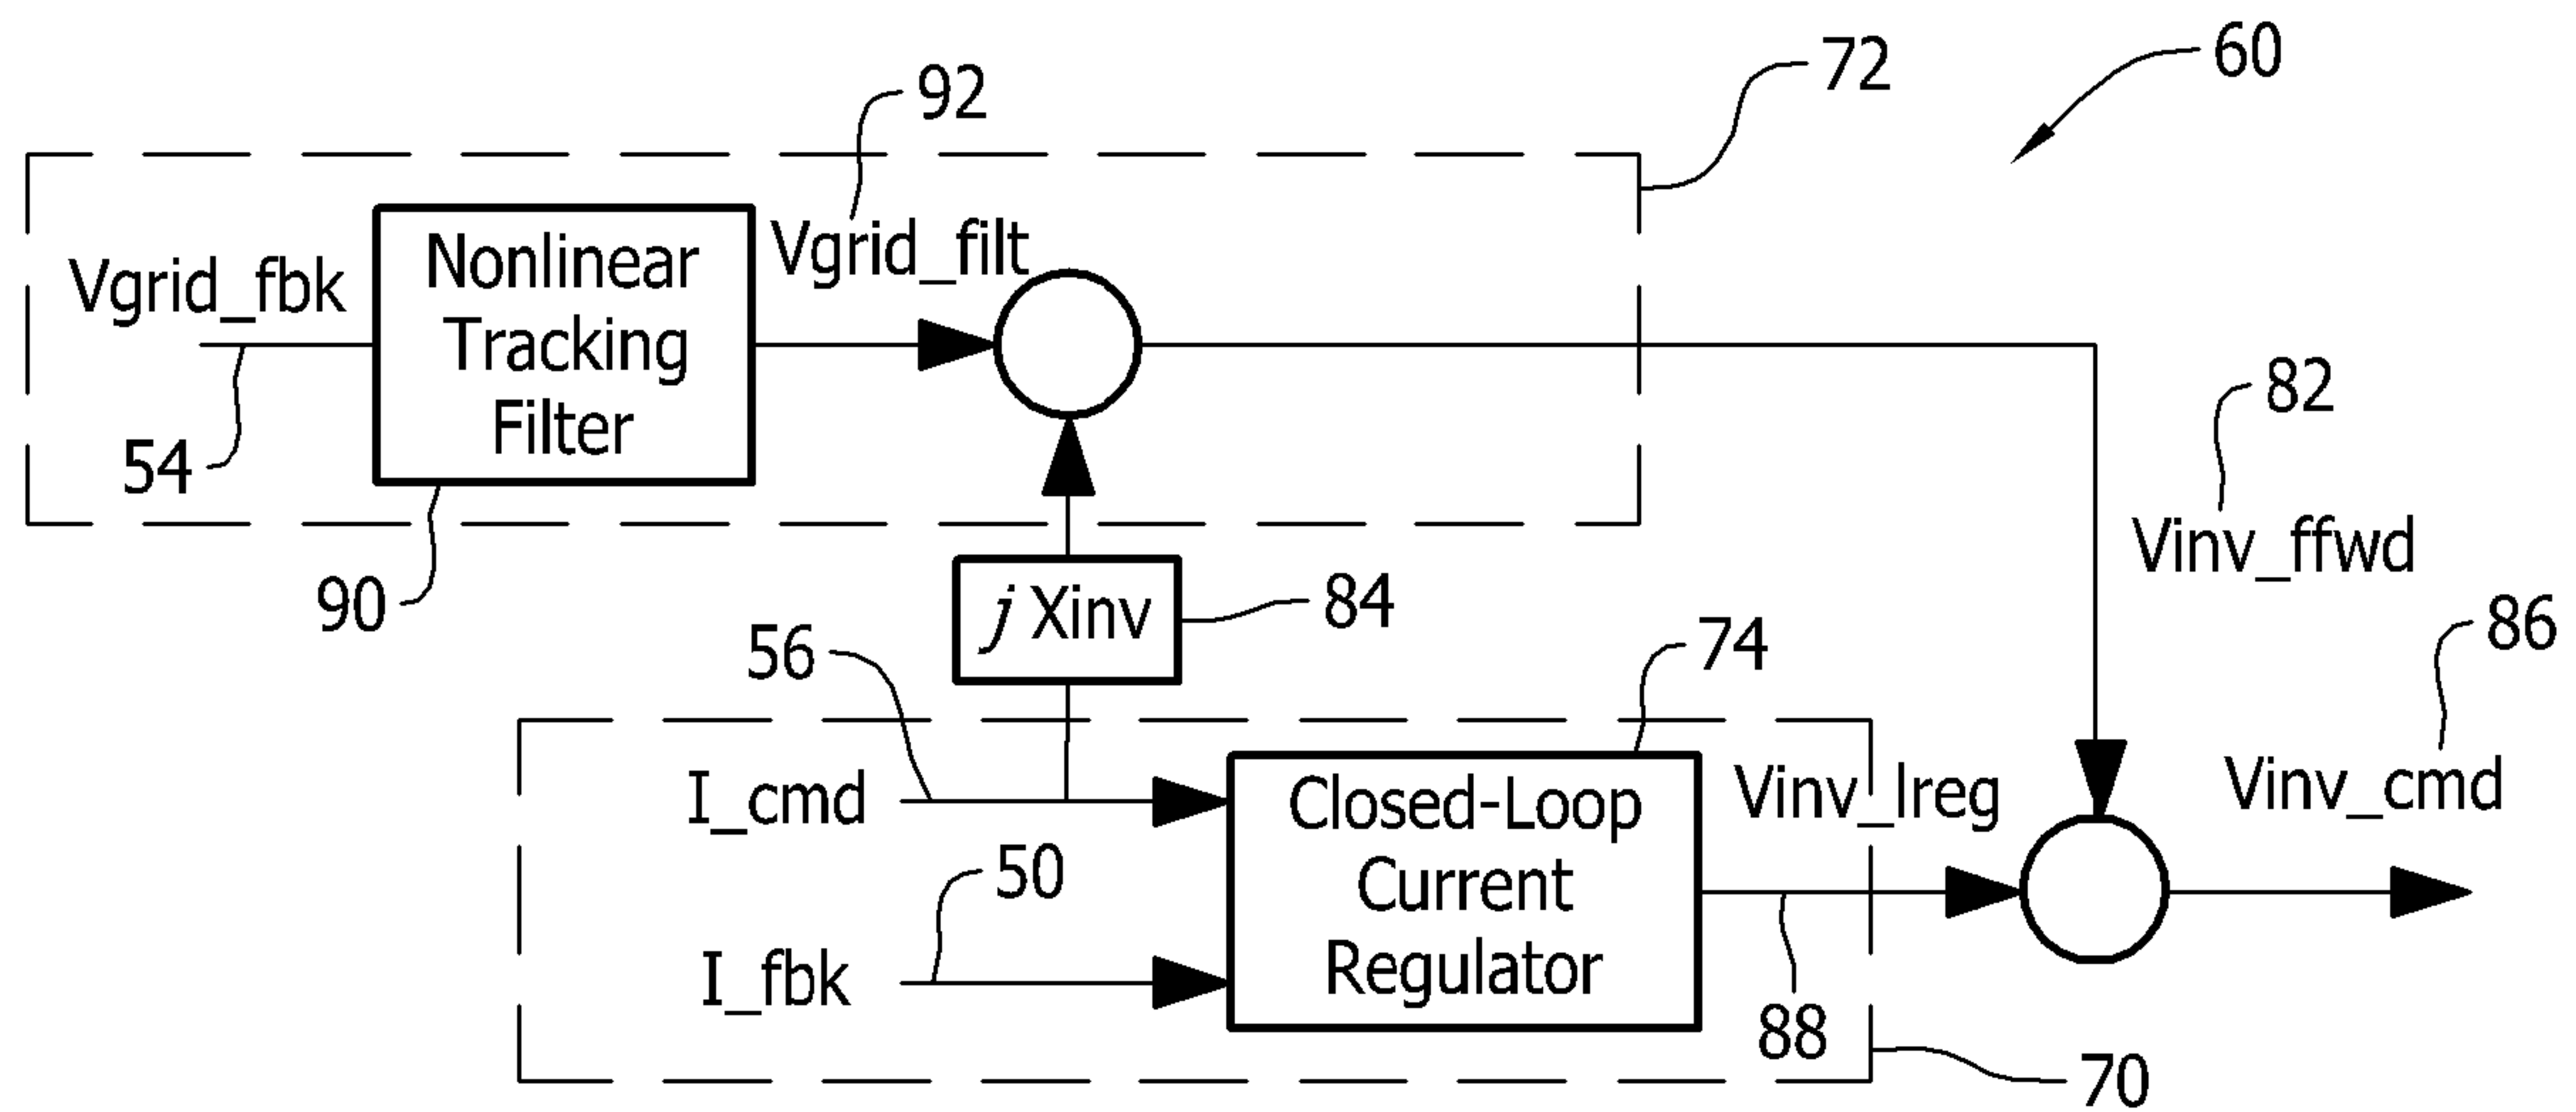 60
72
92
Vgrid_filt
Vgrid_fbk
Nonlinear
Tracking
Filter
54
90
82
Vinv_ffwd
j Xinv
84
56
74
86
I_cmd
Closed-Loop
Current
Regulator
Vinv_lreg
Vinv_cmd
50
I_fbk
88
70